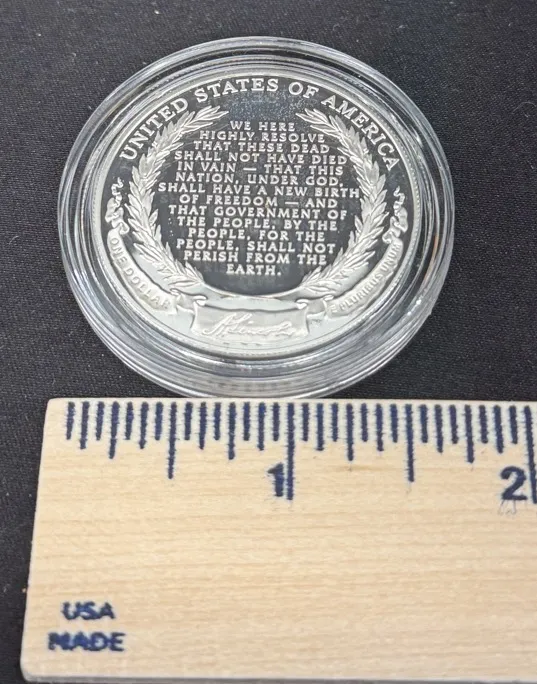 UNITED STATES OF AMERICA
WE HERE
HIGHLY RESOLVE
THAT THESE DEAD
SHALL NOT HAVE DIED
IN VAIN — THAT THIS
NATION, UNDER GOD,
SHALL HAVE A NEW BIRTH
OF FREEDOM — AND
THAT GOVERNMENT OF
THE PEOPLE, BY THE
PEOPLE, FOR THE
PEOPLE, SHALL NOT
PERISH FROM THE
EARTH.
ONE DOLLAR
E PLURIBUS UNUM
A. Lincoln
1 2
USA
MADE